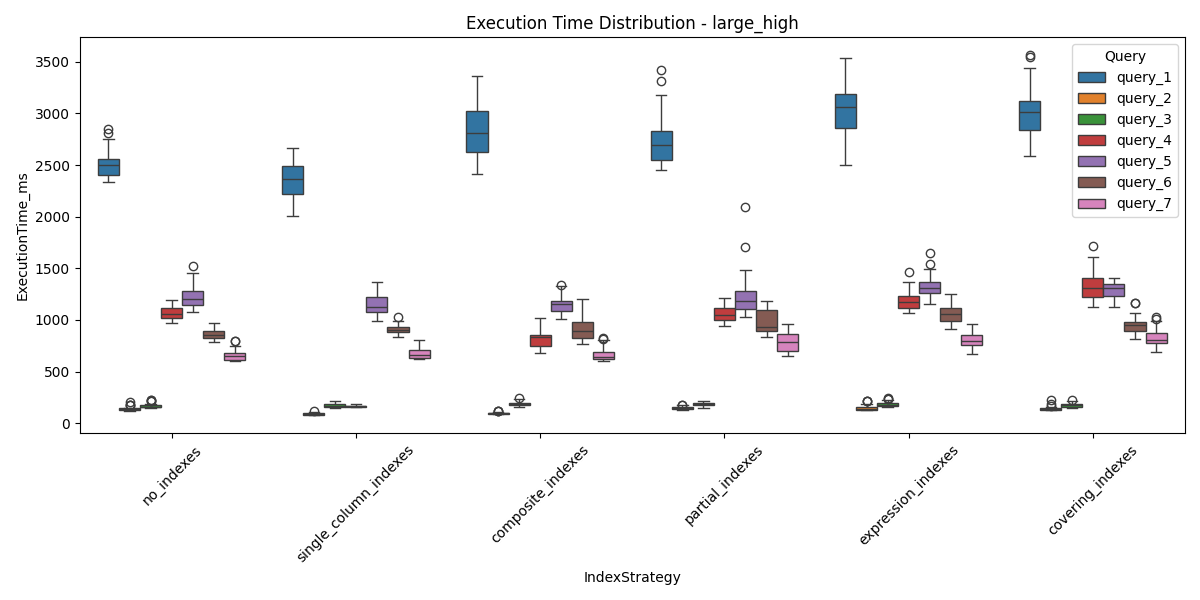 Execution Time Distribution - large_high
ExecutionTime_ms
3500
3000
2500
2000
1500
1000
500
0
Query
query_1
query_2
query_3
query_4
query_5
query_6
query_7
no_indexes
single_column_indexes
composite_indexes
partial_indexes
expression_indexes
covering_indexes
IndexStrategy